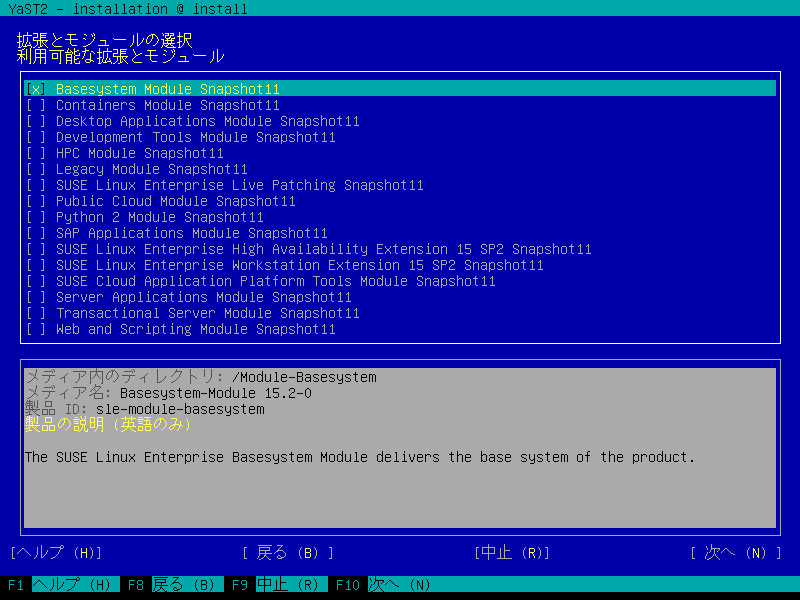 YaST2 - installation @ install
拡張とモジュールの選択
利用可能な拡張とモジュール
[x] Basesystem Module Snapshot11
[ ] Containers Module Snapshot11
[ ] Desktop Applications Module Snapshot11
[ ] Development Tools Module Snapshot11
[ ] HPC Module Snapshot11
[ ] Legacy Module Snapshot11
[ ] SUSE Linux Enterprise Live Patching Snapshot11
[ ] Public Cloud Module Snapshot11
[ ] Python 2 Module Snapshot11
[ ] SAP Applications Module Snapshot11
[ ] SUSE Linux Enterprise High Availability Extension 15 SP2 Snapshot11
[ ] SUSE Linux Enterprise Workstation Extension 15 SP2 Snapshot11
[ ] SUSE Cloud Application Platform Tools Module Snapshot11
[ ] Server Applications Module Snapshot11
[ ] Transactional Server Module Snapshot11
[ ] Web and Scripting Module Snapshot11
メディア内のディレクトリ: /Module-Basesystem
メディア名: Basesystem-Module 15.2-0
製品 ID: sle-module-basesystem
製品の説明 (英語のみ)
The SUSE Linux Enterprise Basesystem Module delivers the base system of the product.
[ヘルプ (H)] [ 戻る (B) ] [中止 (R)] [ 次へ (N) ]
F1 ヘルプ (H) F8 戻る (B) F9 中止 (R) F10 次へ (N)